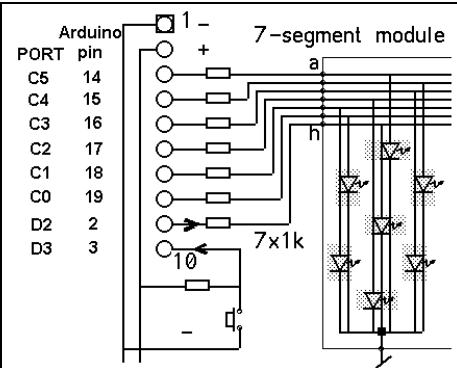 1 -
Arduino
+
7-segment module
PORT pin
a
C5 14
C4 15
C3 16
C2 17
h
C1 18
C0 19
D2 2
7x1k
D3 3
10
-